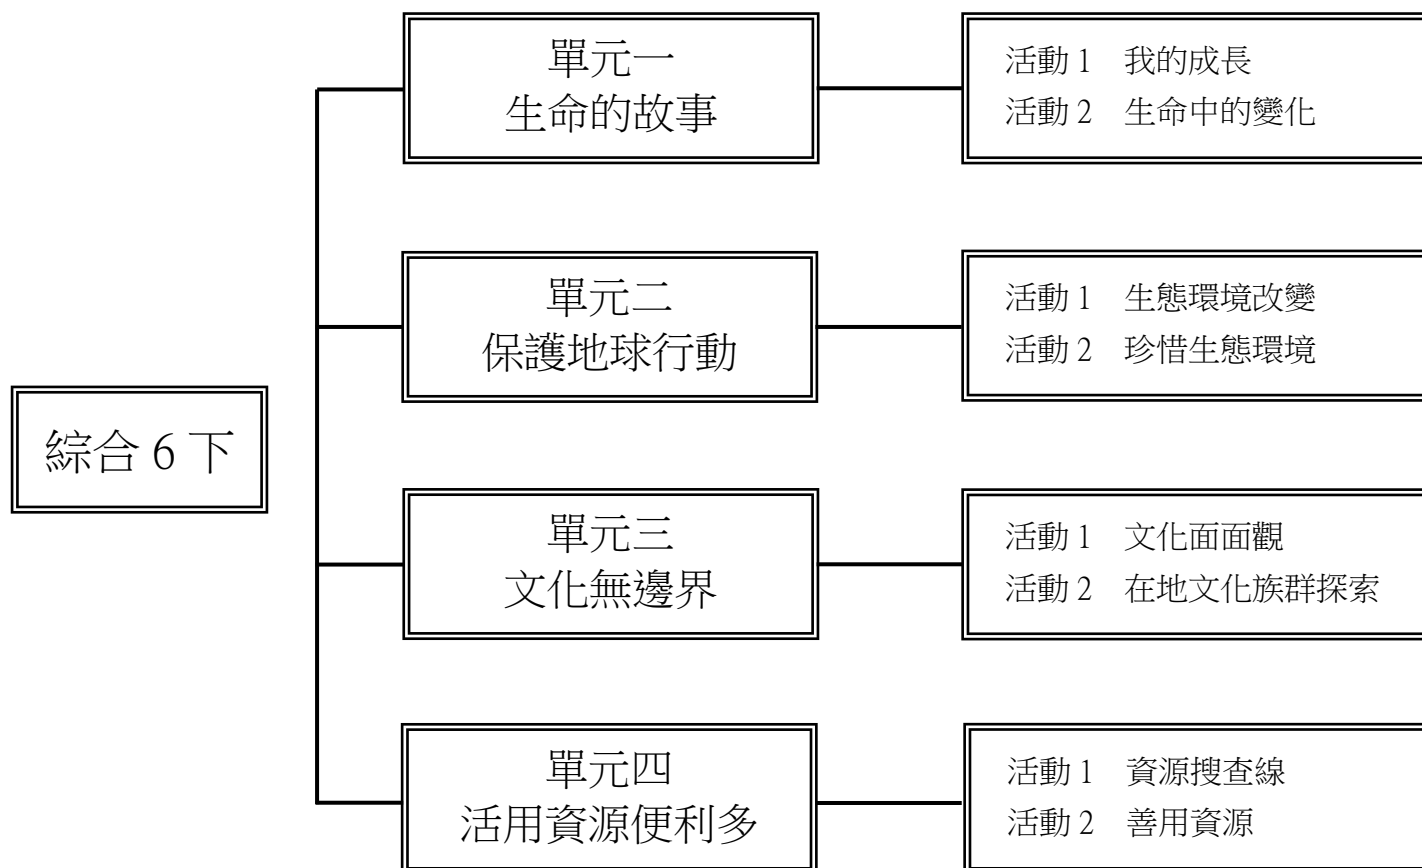 綜合 6 下
單元一
生命的故事
活動 1 我的成長
活動 2 生命中的變化
單元二
保護地球行動
活動 1 生態環境改變
活動 2 珍惜生態環境
單元三
文化無邊界
活動 1 文化面面觀
活動 2 在地文化族群探索
單元四
活用資源便利多
活動 1 資源搜查線
活動 2 善用資源